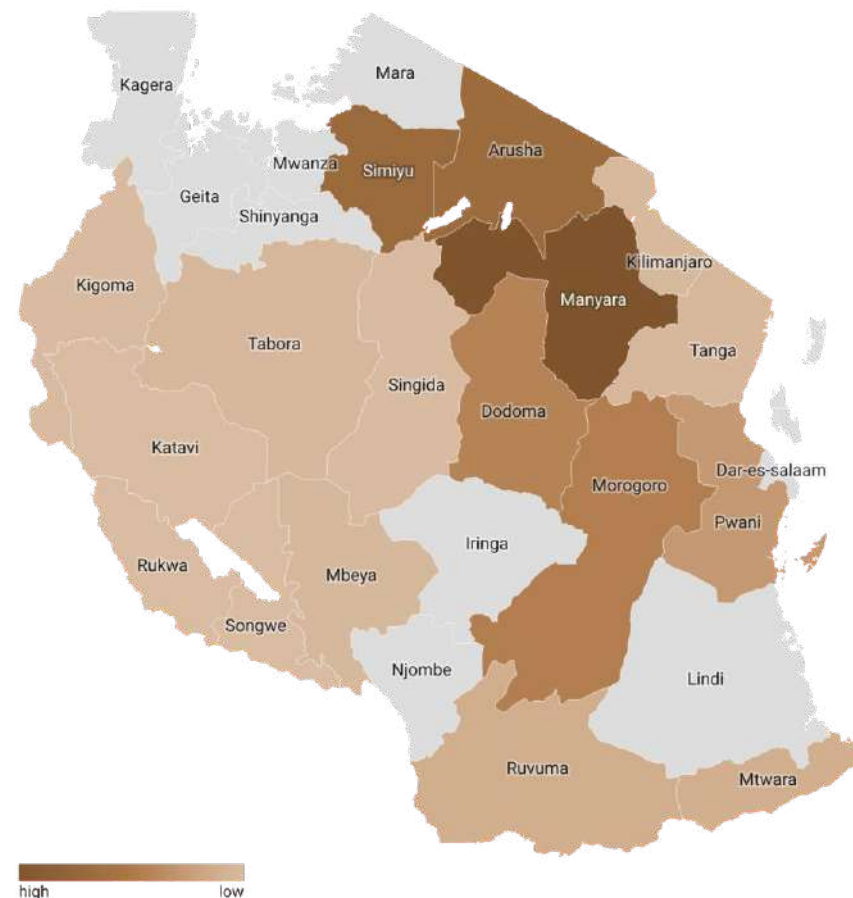 Kagera
Mara
Mwanza
Simiyu
Arusha
Geita
Shinyanga
Kigoma
Kilimanjaro
Manyara
Tabora
Tanga
Singida
Dodoma
Katavi
Dar-es-salaam
Morogoro
Pwani
Iringa
Rukwa
Mbeya
Songwe
Njombe
Lindi
Ruvuma
Mtwara
high low